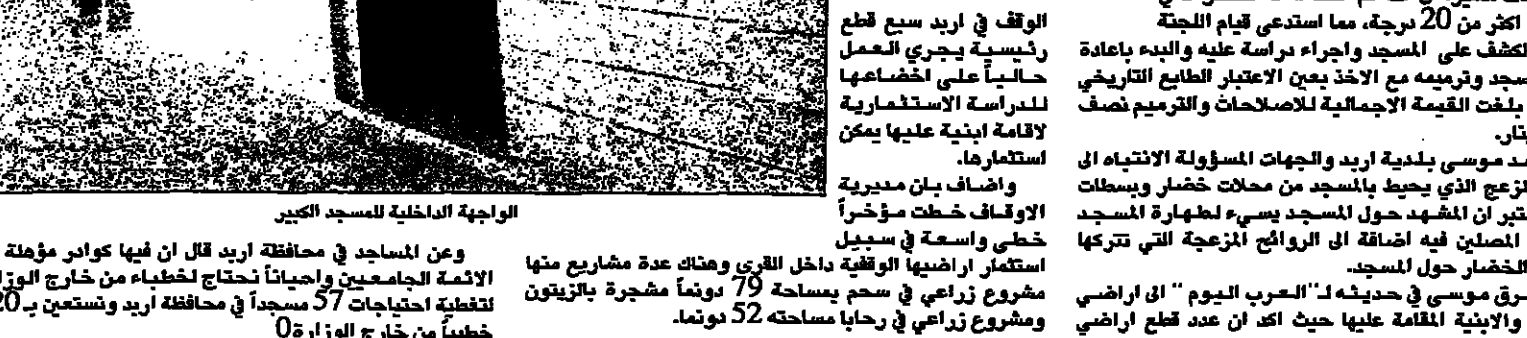 اكثر من 20 درجة، مما استدعى قيام اللجنة
الكشف على المسجد واجراء دراسة عليه والبدء باعادة
سجد وترميمه مع الاخذ بعين الاعتبار الطابع التاريخي
بلغت القيمة الاجمالية للاصلاحات والترميم نصف
نار.
د موسى بلدية اربد والجهات المسؤولة الانتباه الى
لزعج الذي يحيط بالمسجد من محلات خضار وبسطات
تبر ان المشهد حول المسجد يسيء لطهارة المسجد
المصلين فيه اضافة الى الروائح المزعجة التي تتركها
الخضار حول المسجد.
رق موسى في حديثه لـ"العرب اليوم" الى اراضي
والابنية المقامة عليها حيث اكد ان عدد قطع اراضي
الوقف في اربد سبع قطع
رئيسية يجري العمل
حالياً على اخضاعها
للدراسة الاستثمارية
لاقامة ابنية عليها يمكن
استثمارها.
واضاف بان مديرية
الاوقاف خطت مؤخراً
خطى واسعة في سبيل
استثمار اراضيها الوقفية داخل القرى وهناك عدة مشاريع منها
مشروع زراعي في سحم بمساحة 79 دونماً مشجرة بالزيتون
ومشروع زراعي في رحابا مساحته 52 دونما.
الواجهة الداخلية للمسجد الكبير
وعن المساجد في محافظة اربد قال ان فيها كوادر مؤهلة
الائمة الجامعيين واحياناً نحتاج لخطباء من خارج الوزا
لتغطية احتياجات 57 مسجداً في محافظة اربد ونستعين بـ 20
خطيباً من خارج الوزارة0